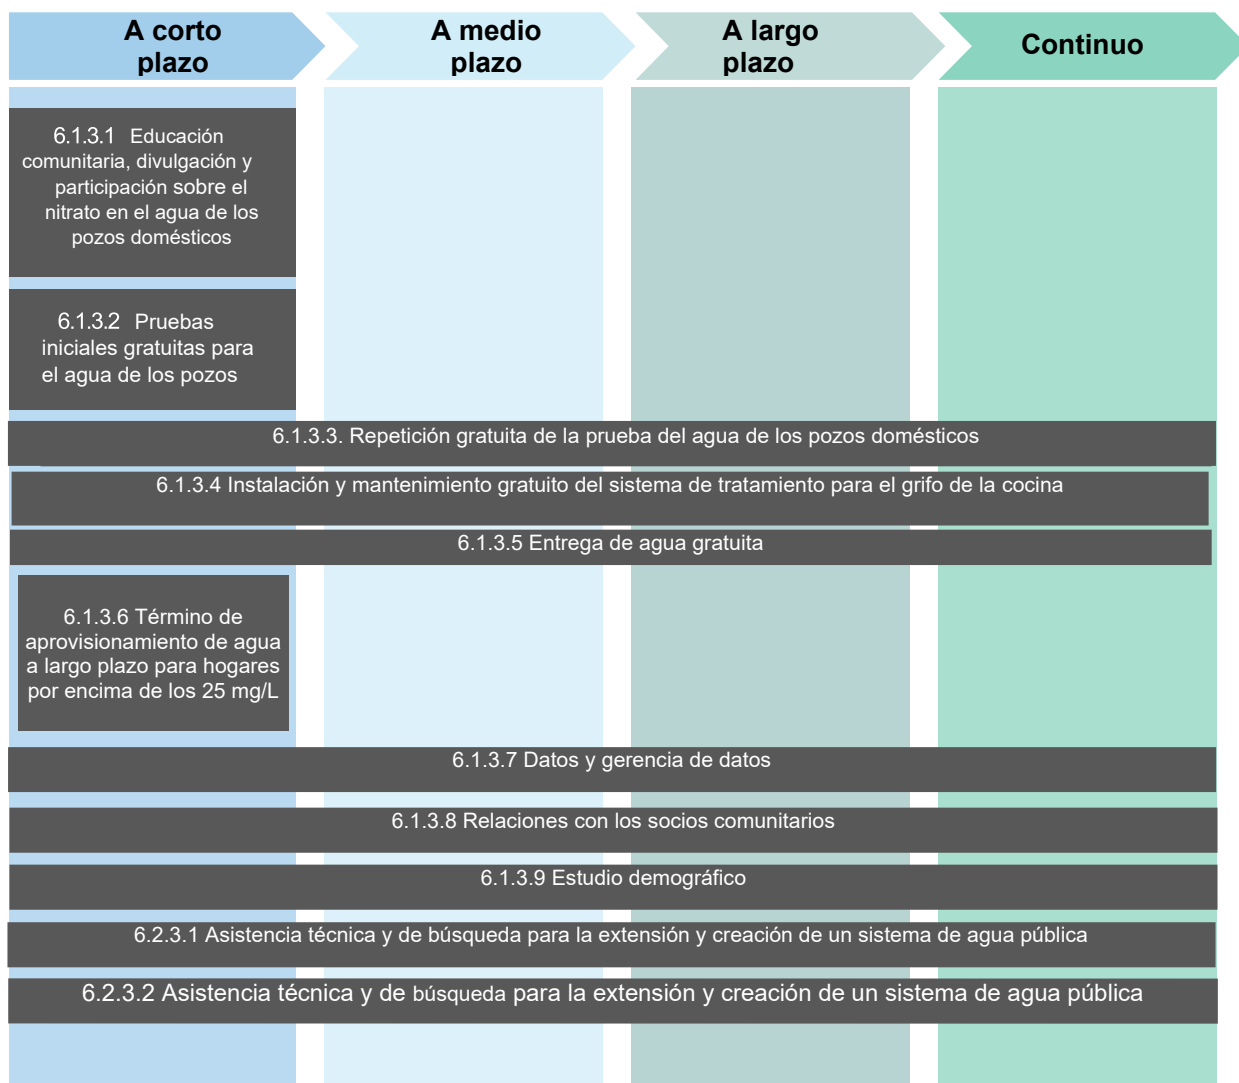 A corto
plazo
A medio
plazo
A largo
plazo
Continuo
6.1.3.1 Educación
comunitaria, divulgación y
participación sobre el
nitrato en el agua de los
pozos domésticos
6.1.3.2 Pruebas
iniciales gratuitas para
el agua de los pozos
6.1.3.3. Repetición gratuita de la prueba del agua de los pozos domésticos
6.1.3.4 Instalación y mantenimiento gratuito del sistema de tratamiento para el grifo de la cocina
6.1.3.5 Entrega de agua gratuita
6.1.3.6 Término de
aprovisionamiento de agua
a largo plazo para hogares
por encima de los 25 mg/L
6.1.3.7 Datos y gerencia de datos
6.1.3.8 Relaciones con los socios comunitarios
6.1.3.9 Estudio demográfico
6.2.3.1 Asistencia técnica y de búsqueda para la extensión y creación de un sistema de agua pública
6.2.3.2 Asistencia técnica y de búsqueda para la extensión y creación de un sistema de agua pública